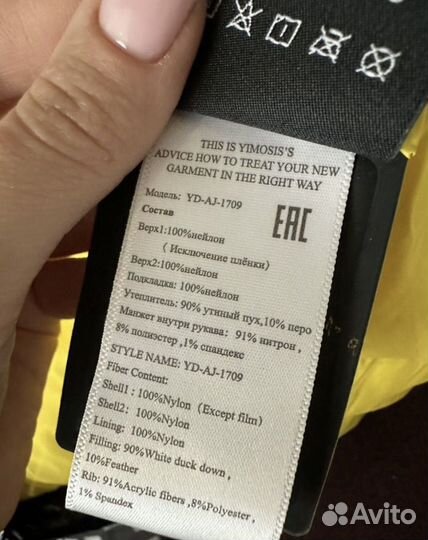 THIS IS YIMOSIS'S
ADVICE HOW TO TREAT YOUR NEW
GARMENT IN THE RIGHT WAY
Модель: YD-AJ-1709
Состав
EAC
Верх1:100%нейлон
( Исключение плёнки)
Верх2:100%нейлон
Подкладка: 100%нейлон
Утеплитель: 90% утиный пух,10% перо
Манжет внутри рукава: 91% нитрон ,
8% полиэстер ,1% спандекс
STYLE NAME: YD-AJ-1709
Fiber Content:
Shell1 : 100%Nylon (Except film)
Shell2: 100%Nylon
Lining: 100%Nylon
Filling: 90%White duck down ,
10%Feather
Rib: 91%Acrylic fibers ,8%Polyester ,
1% Spandex
Avito